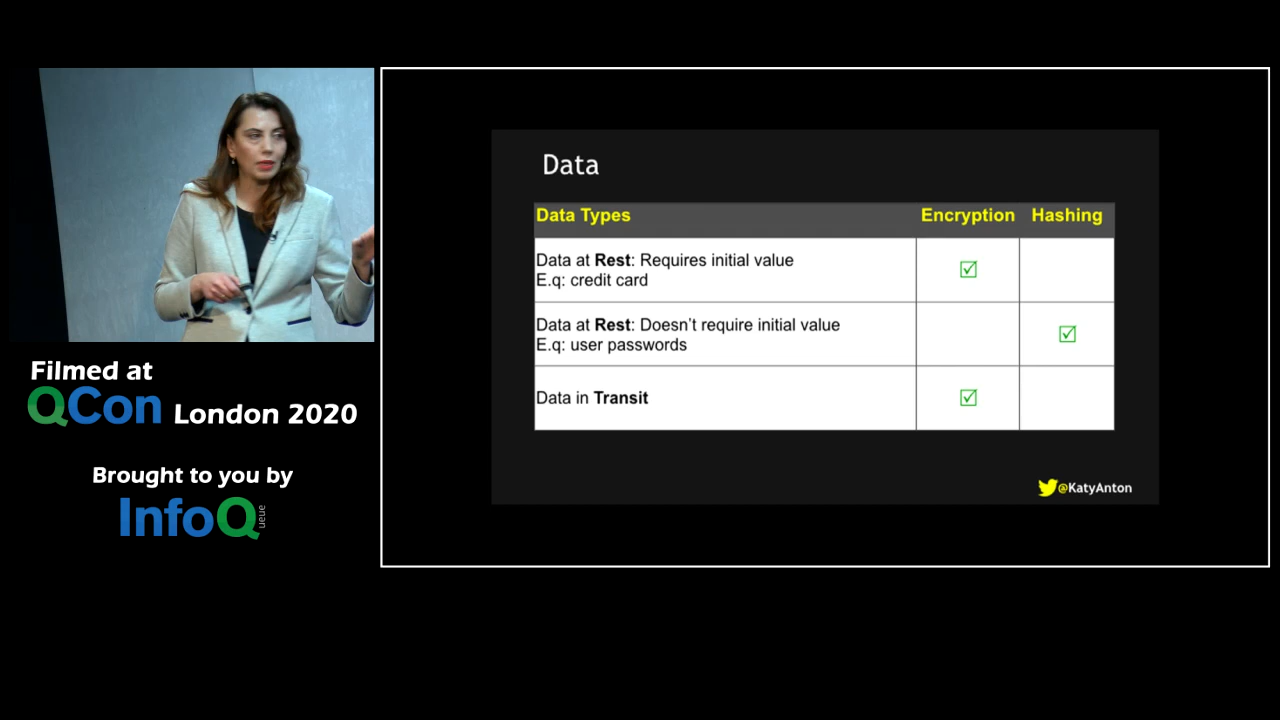 Data
Data Types Encryption Hashing
Data at Rest: Requires initial value
E.q: credit card
Data at Rest: Doesn't require initial value
E.q: user passwords
Data in Transit
@KatyAnton
Filmed at
QCon London 2020
Brought to you by
InfoQ
ueue